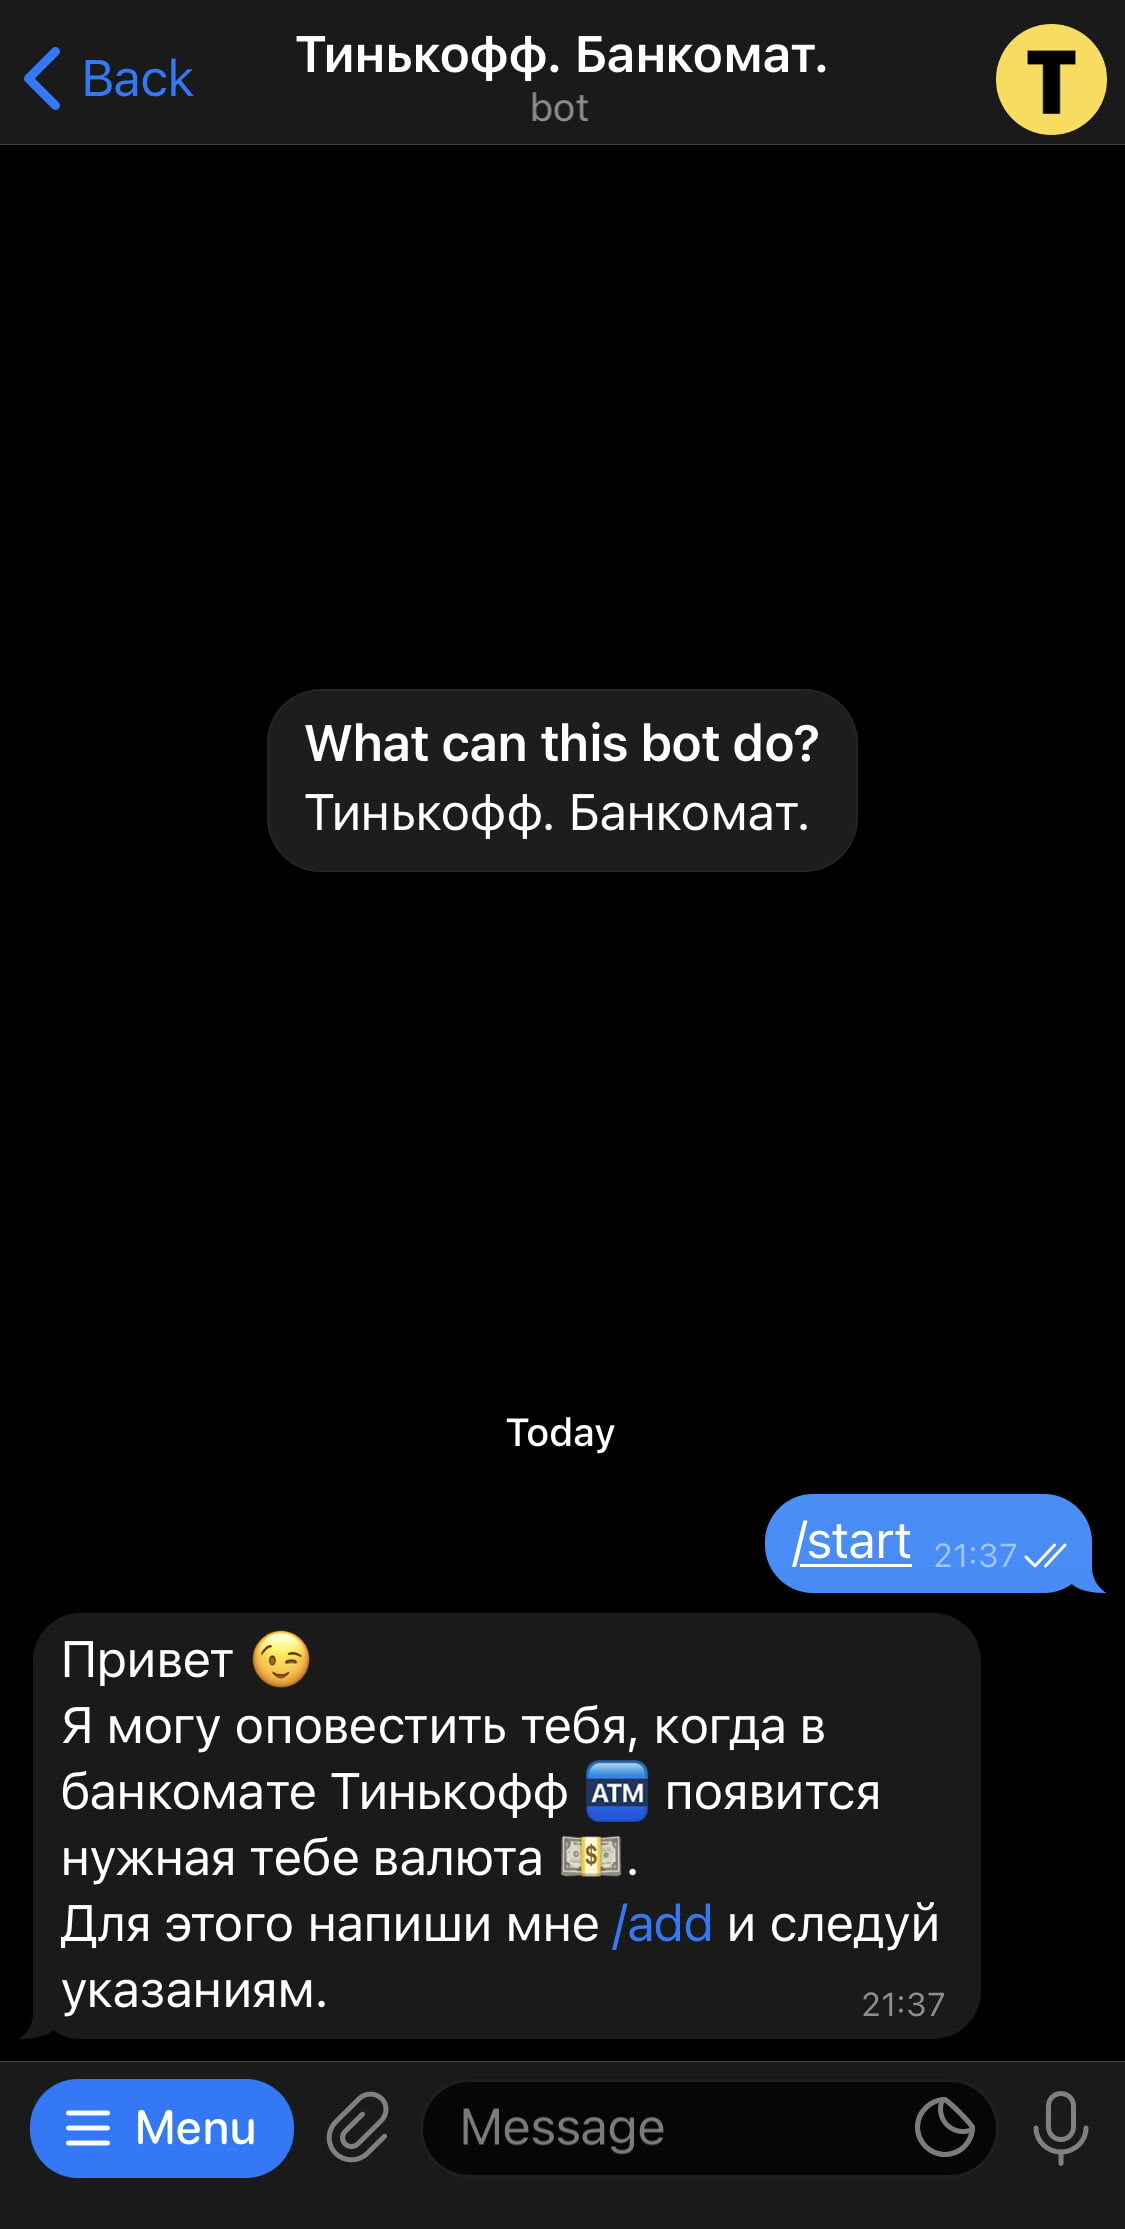 Back
Тинькофф. Банкомат.
bot
T
What can this bot do?
Тинькофф. Банкомат.
Today
/start 21:37
Привет 😉
Я могу оповестить тебя, когда в
банкомате Тинькофф 🏧 появится
нужная тебе валюта 💵.
Для этого напиши мне /add и следуй
указаниям. 21:37
Menu
Message